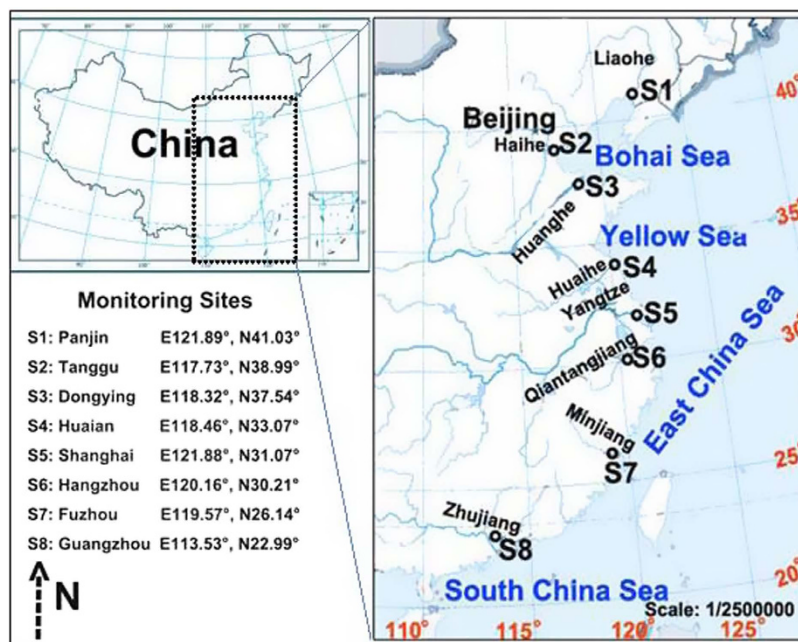 China
Monitoring Sites
S1: Panjin E121.89°, N41.03°
S2: Tanggu E117.73°, N38.99°
S3: Dongying E118.32°, N37.54°
S4: Huaian E118.46°, N33.07°
S5: Shanghai E121.88°, N31.07°
S6: Hangzhou E120.16°, N30.21°
S7: Fuzhou E119.57°, N26.14°
S8: Guangzhou E113.53°, N22.99°
N
Liaohe
S1
40°
Beijing
Haihe
S2
Bohai Sea
S3
Huanghe
35°
Yellow Sea
Huaihe
S4
Yangtze
S5
30°
Qiantangjiang
S6
East China Sea
Minjiang
S7
25°
Zhujiang
S8
20°
South China Sea
Scale: 1/2500000
110°
115°
120°
125°